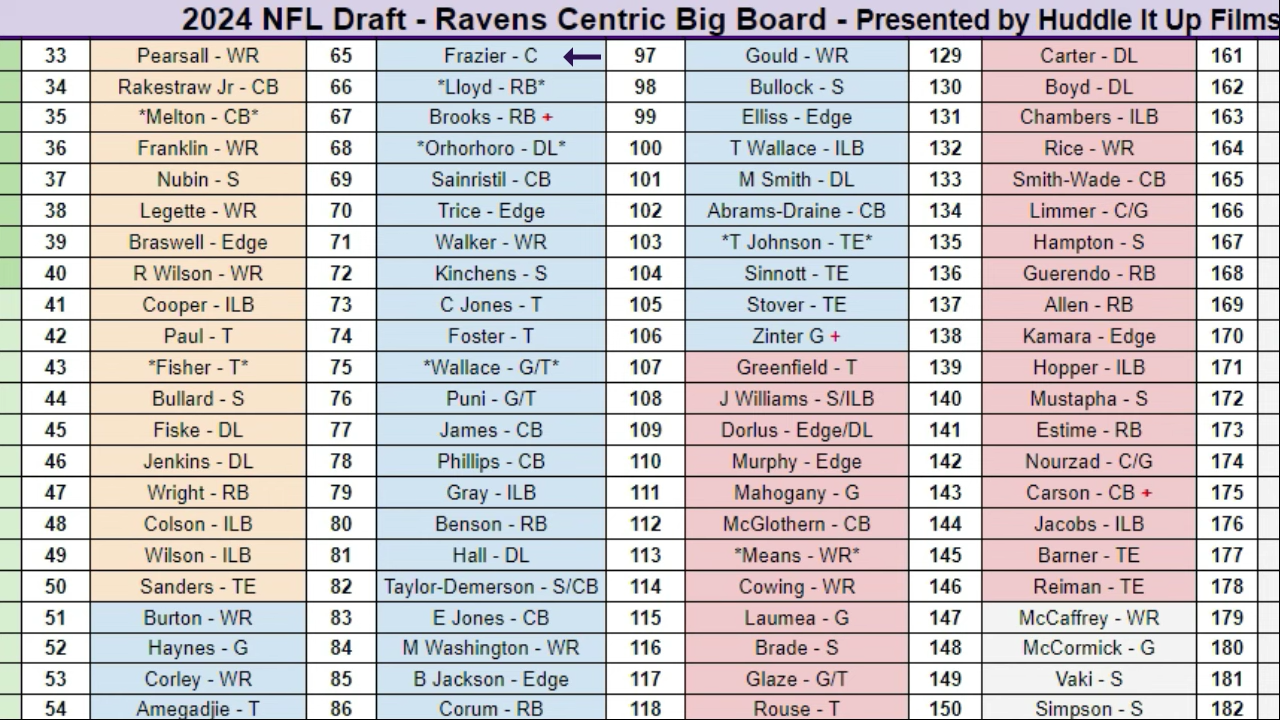 2024 NFL Draft - Ravens Centric Big Board - Presented by Huddle It Up Films
33 Pearsall - WR 65 Frazier - C 97 Gould - WR 129 Carter - DL 161
34 Rakestraw Jr - CB 66 *Lloyd - RB* 98 Bullock - S 130 Boyd - DL 162
35 *Melton - CB* 67 Brooks - RB + 99 Elliss - Edge 131 Chambers - ILB 163
36 Franklin - WR 68 *Orhorhoro - DL* 100 T Wallace - ILB 132 Rice - WR 164
37 Nubin - S 69 Sainristil - CB 101 M Smith - DL 133 Smith-Wade - CB 165
38 Legette - WR 70 Trice - Edge 102 Abrams-Draine - CB 134 Limmer - C/G 166
39 Braswell - Edge 71 Walker - WR 103 *T Johnson - TE* 135 Hampton - S 167
40 R Wilson - WR 72 Kinchens - S 104 Sinnott - TE 136 Guerendo - RB 168
41 Cooper - ILB 73 C Jones - T 105 Stover - TE 137 Allen - RB 169
42 Paul - T 74 Foster - T 106 Zinter G + 138 Kamara - Edge 170
43 *Fisher - T* 75 *Wallace - G/T* 107 Greenfield - T 139 Hopper - ILB 171
44 Bullard - S 76 Puni - G/T 108 J Williams - S/ILB 140 Mustapha - S 172
45 Fiske - DL 77 James - CB 109 Dorlus - Edge/DL 141 Estime - RB 173
46 Jenkins - DL 78 Phillips - CB 110 Murphy - Edge 142 Nourzad - C/G 174
47 Wright - RB 79 Gray - ILB 111 Mahogany - G 143 Carson - CB + 175
48 Colson - ILB 80 Benson - RB 112 McGlothern - CB 144 Jacobs - ILB 176
49 Wilson - ILB 81 Hall - DL 113 *Means - WR* 145 Barner - TE 177
50 Sanders - TE 82 Taylor-Demerson - S/CB 114 Cowing - WR 146 Reiman - TE 178
51 Burton - WR 83 E Jones - CB 115 Laumea - G 147 McCaffrey - WR 179
52 Haynes - G 84 M Washington - WR 116 Brade - S 148 McCormick - G 180
53 Corley - WR 85 B Jackson - Edge 117 Glaze - G/T 149 Vaki - S 181
54 Amegadjie - T 86 Corum - RB 118 Rouse - T 150 Simpson - S 182